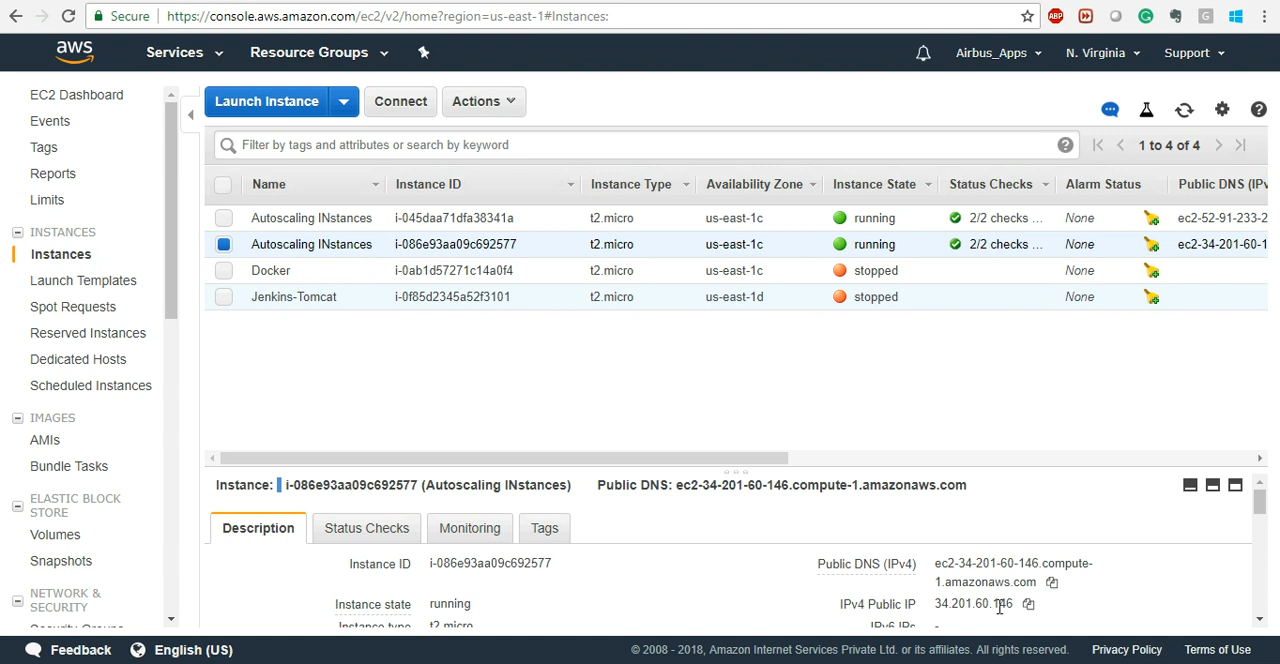 Secure https://console.aws.amazon.com/ec2/v2/home?region=us-east-1#Instances:
ABP G
aws Services Resource Groups Airbus_Apps N. Virginia Support
EC2 Dashboard
Events
Tags
Reports
Limits
INSTANCES
Instances
Launch Templates
Spot Requests
Reserved Instances
Dedicated Hosts
Scheduled Instances
IMAGES
AMIs
Bundle Tasks
ELASTIC BLOCK
STORE
Volumes
Snapshots
NETWORK &
SECURITY
Security Groups
Launch Instance Connect Actions
Filter by tags and attributes or search by keyword 1 to 4 of 4
Name Instance ID Instance Type Availability Zone Instance State Status Checks Alarm Status Public DNS (IPv
Autoscaling INstances i-045daa71dfa38341a t2.micro us-east-1c running 2/2 checks ... None ec2-52-91-233-2
Autoscaling INstances i-086e93aa09c692577 t2.micro us-east-1c running 2/2 checks ... None ec2-34-201-60-1
Docker i-0ab1d57271c14a0f4 t2.micro us-east-1c stopped None
Jenkins-Tomcat i-0f85d2345a52f3101 t2.micro us-east-1d stopped None
Instance: i-086e93aa09c692577 (Autoscaling INstances) Public DNS: ec2-34-201-60-146.compute-1.amazonaws.com
Description Status Checks Monitoring Tags
Instance ID i-086e93aa09c692577 Public DNS (IPv4) ec2-34-201-60-146.compute-
1.amazonaws.com
Instance state running IPv4 Public IP 34.201.60.146
Instance type t2.micro IPv6 IPs -
Feedback English (US) © 2008 - 2018, Amazon Internet Services Private Ltd. or its affiliates. All rights reserved. Privacy Policy Terms of Use